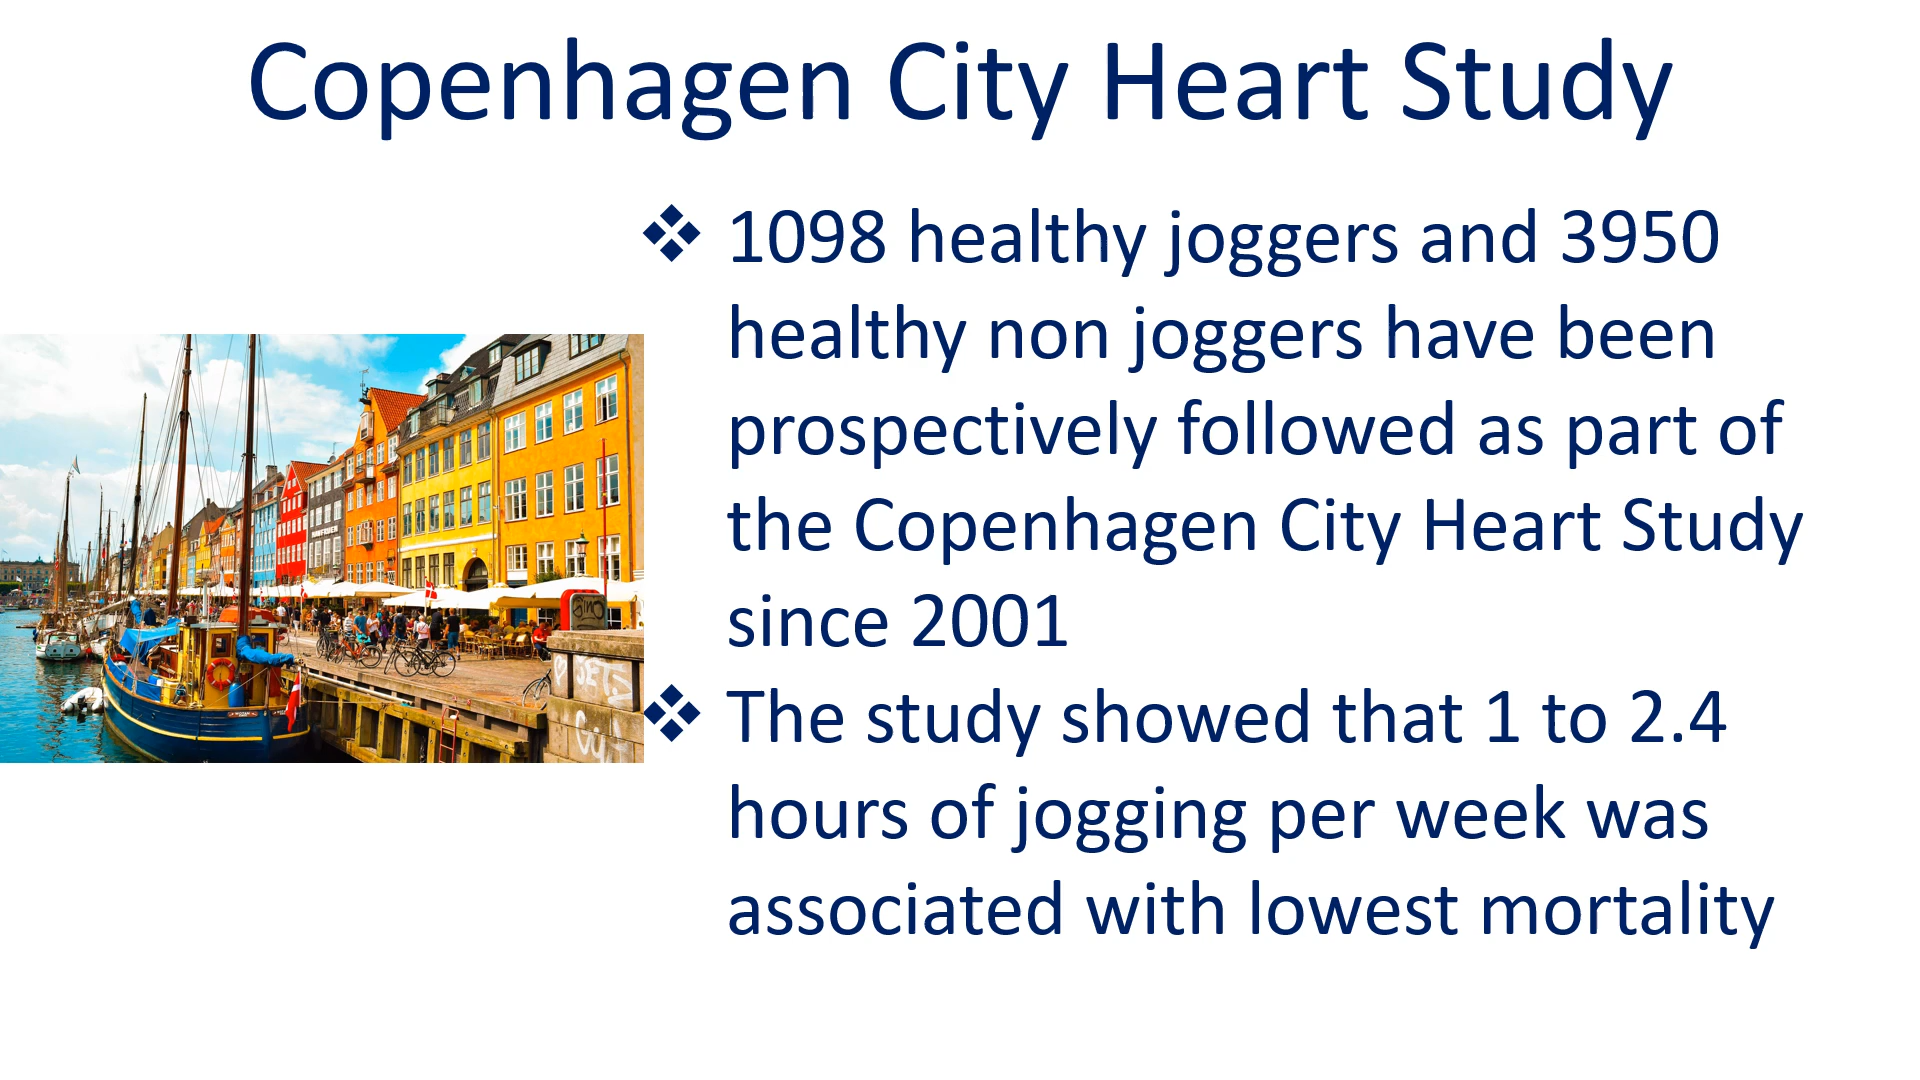 Copenhagen City Heart Study
❖ 1098 healthy joggers and 3950
healthy non joggers have been
prospectively followed as part of
the Copenhagen City Heart Study
since 2001
❖ The study showed that 1 to 2.4
hours of jogging per week was
associated with lowest mortality